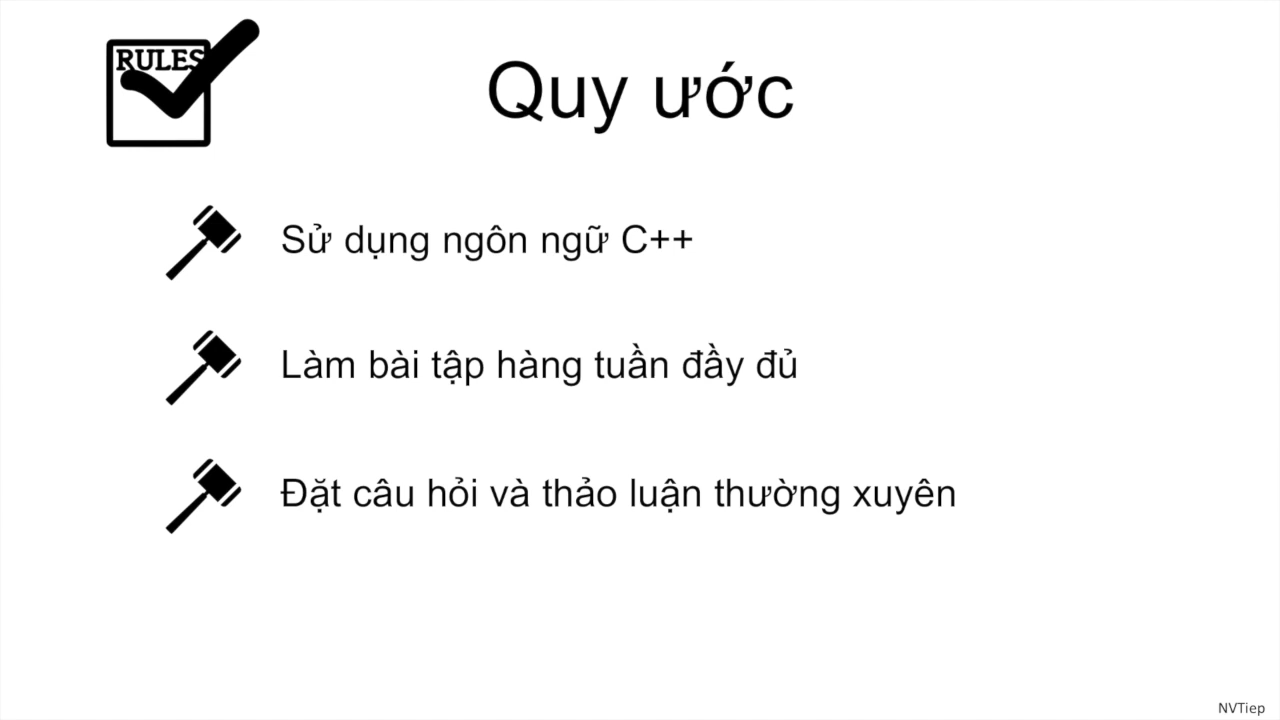 RULES
Quy ước
Sử dụng ngôn ngữ C++
Làm bài tập hàng tuần đầy đủ
Đặt câu hỏi và thảo luận thường xuyên
NVTiep